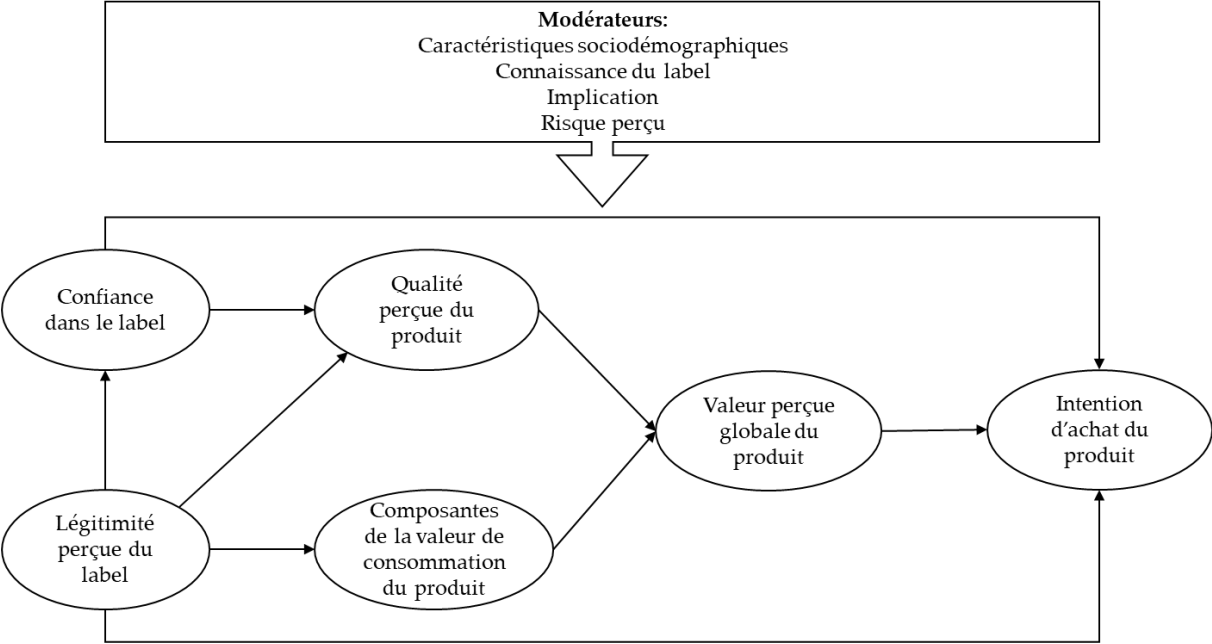 Modérateurs:
Caractéristiques sociodémographiques
Connaissance du label
Implication
Risque perçu
Confiance
dans le label
Qualité
perçue du
produit
Valeur perçue
globale du
produit
Intention
d'achat du
produit
Légitimité
perçue du
label
Composantes
de la valeur de
consommation
du produit